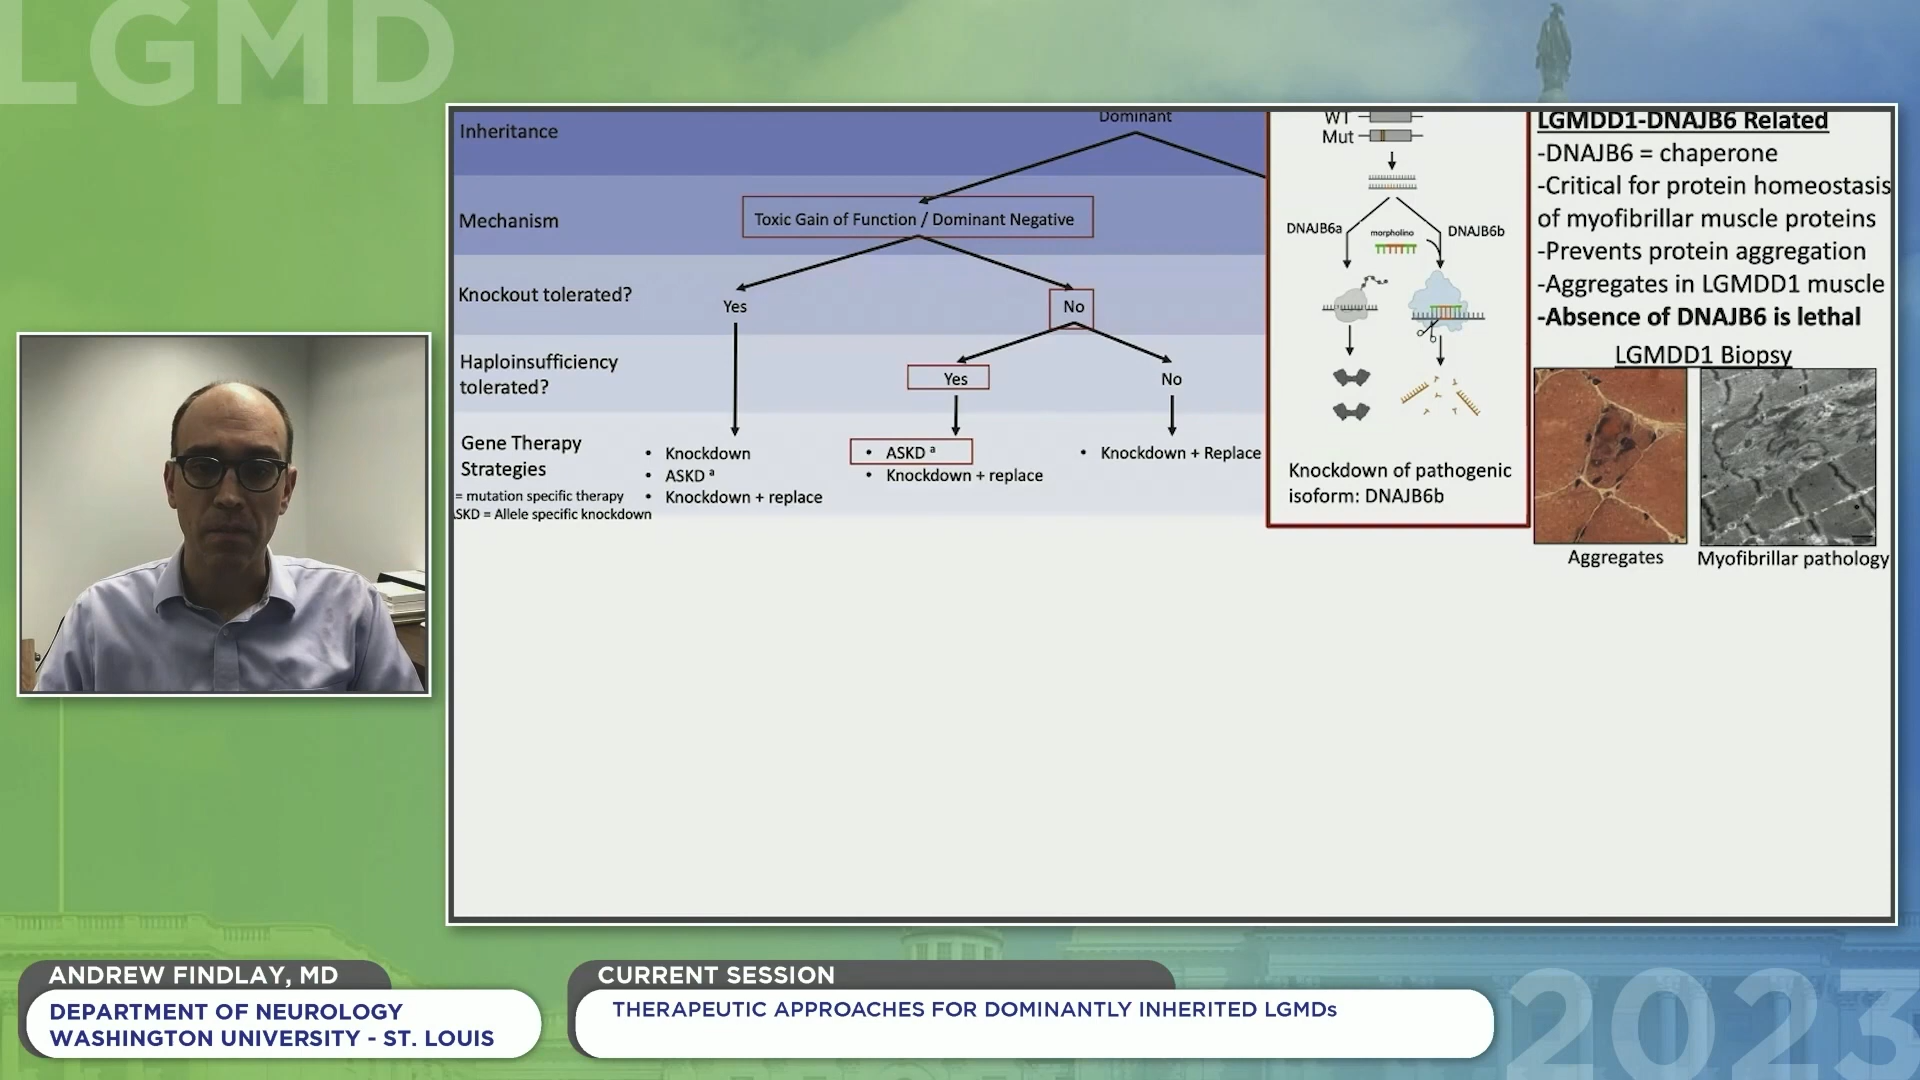 LGMD
Inheritance
Dominant
Mechanism
Toxic Gain of Function / Dominant Negative
Knockout tolerated?
Yes
No
Haploinsufficiency
tolerated?
Yes
No
Gene Therapy
Strategies
• Knockdown
• ASKD ª
• Knockdown + replace
• ASKD ª
• Knockdown + replace
• Knockdown + Replace
= mutation specific therapy
SKD = Allele specific knockdown
WT
Mut
DNAJB6a
morpholino
DNAJB6b
Knockdown of pathogenic
isoform: DNAJB6b
LGMDD1-DNAJB6 Related
-DNAJB6 = chaperone
-Critical for protein homeostasis
of myofibrillar muscle proteins
-Prevents protein aggregation
-Aggregates in LGMDD1 muscle
-Absence of DNAJB6 is lethal
LGMDD1 Biopsy
Aggregates
Myofibrillar pathology
ANDREW FINDLAY, MD
DEPARTMENT OF NEUROLOGY
WASHINGTON UNIVERSITY - ST. LOUIS
CURRENT SESSION
THERAPEUTIC APPROACHES FOR DOMINANTLY INHERITED LGMDs
2023